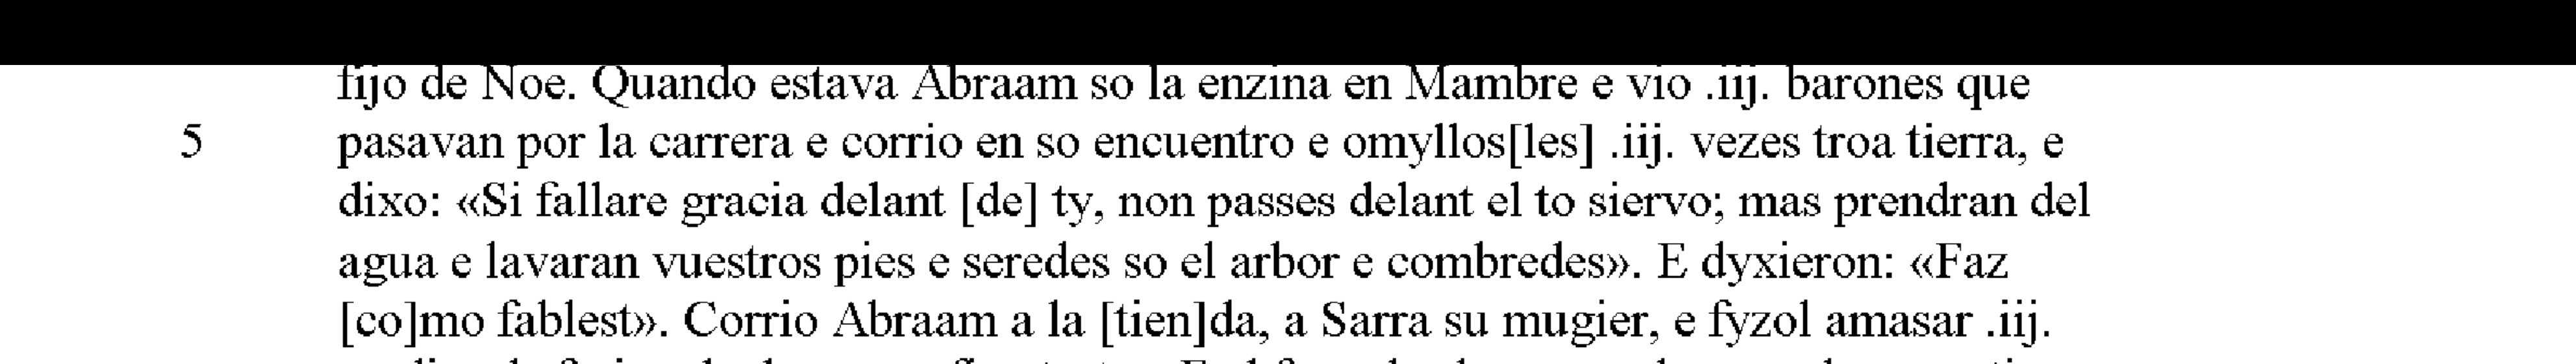 fijo de Noe. Quando estava Abraam so la enzina en Mambre e vio .iij. barones que
5 pasavan por la carrera e corrio en so encuentro e omyllos[les] .iij. vezes troa tierra, e
dixo: «Si fallare gracia delant [de] ty, non passes delant el to siervo; mas prendran del
agua e lavaran vuestros pies e seredes so el arbor e combredes». E dyxieron: «Faz
[co]mo fablest». Corrio Abraam a la [tien]da, a Sarra su mugier, e fyzol amasar .iij.